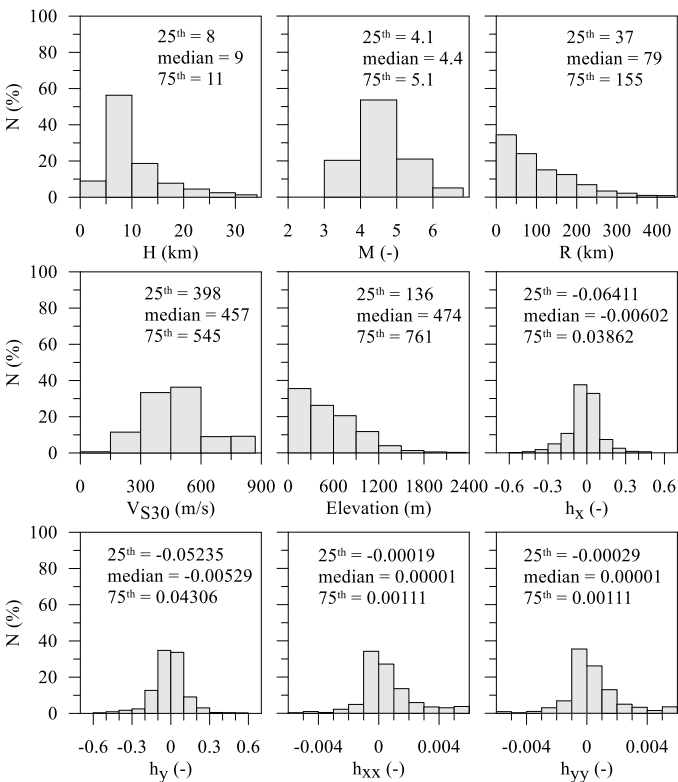 100
80
60
40
20
0
N (%)
25th = 8
median = 9
75th = 11
0 10 20 30
H (km)
25th = 4.1
median = 4.4
75th = 5.1
2 3 4 5 6
M (-)
25th = 37
median = 79
75th = 155
0 100 200 300 400
R (km)
100
80
60
40
20
0
N (%)
25th = 398
median = 457
75th = 545
0 300 600 900
VS30 (m/s)
25th = 136
median = 474
75th = 761
0 600 1200 1800 2400
Elevation (m)
25th = -0.06411
median = -0.00602
75th = 0.03862
-0.6 -0.3 0 0.3 0.6
hx (-)
100
80
60
40
20
0
N (%)
25th = -0.05235
median = -0.00529
75th = 0.04306
-0.6 -0.3 0 0.3 0.6
hy (-)
25th = -0.00019
median = 0.00001
75th = 0.00111
-0.004 0 0.004
hxx (-)
25th = -0.00029
median = 0.00001
75th = 0.00111
-0.004 0 0.004
hyy (-)